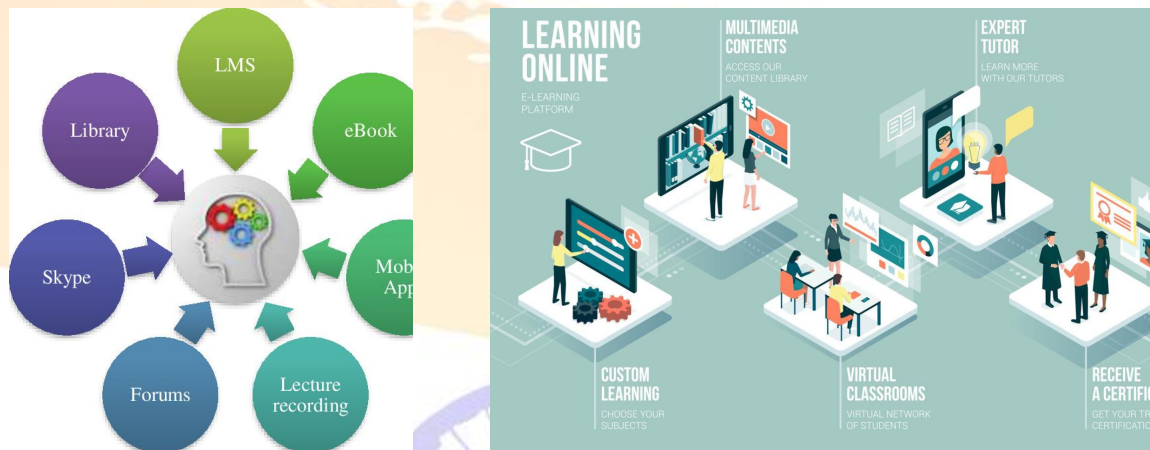 LMS
Library
eBook
Skype
Mob
App
Forums
Lecture
recording
LEARNING
ONLINE
E-LEARNING
PLATFORM
MULTIMEDIA
CONTENTS
ACCESS OUR
CONTENT LIBRARY
EXPERT
TUTOR
LEARN MORE
WITH OUR TUTORS
CUSTOM
LEARNING
CHOOSE YOUR
SUBJECTS
VIRTUAL
CLASSROOMS
VIRTUAL NETWORK
OF STUDENTS
RECEIVE
A CERTIFIC
GET YOUR TR
CERTIFICATIO